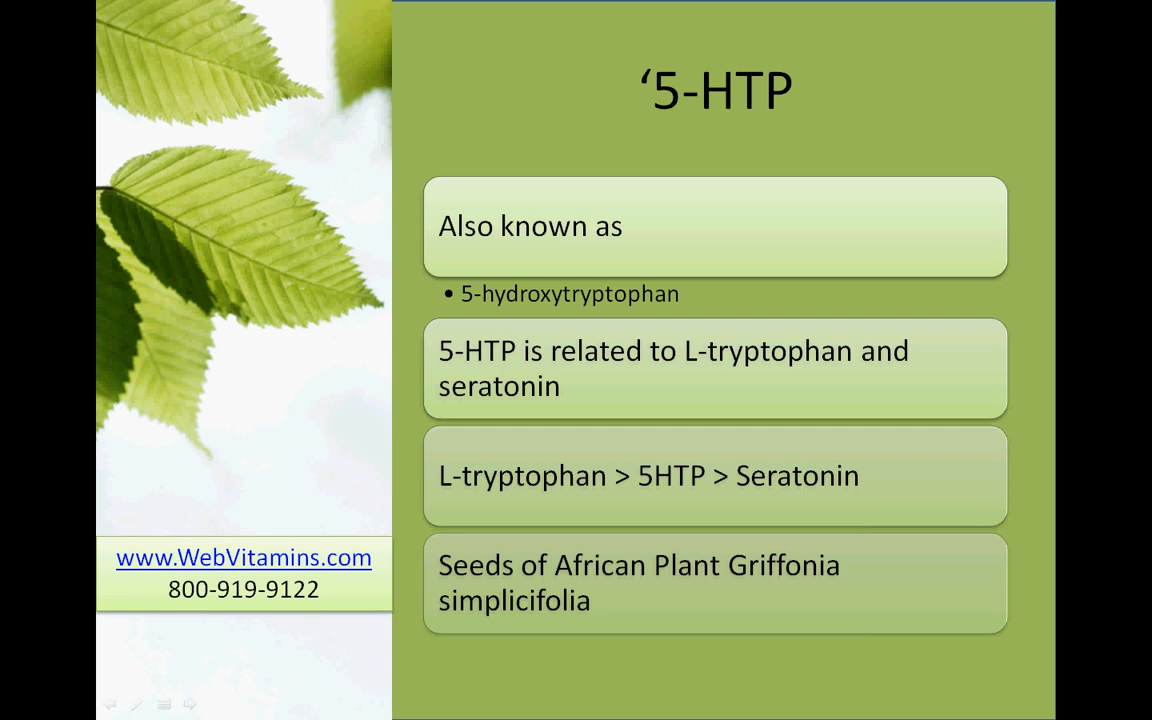 ‘5-HTP
Also known as
• 5-hydroxytryptophan
5-HTP is related to L-tryptophan and
seratonin
L-tryptophan > 5HTP > Seratonin
Seeds of African Plant Griffonia
simplicifolia
www.WebVitamins.com
800-919-9122